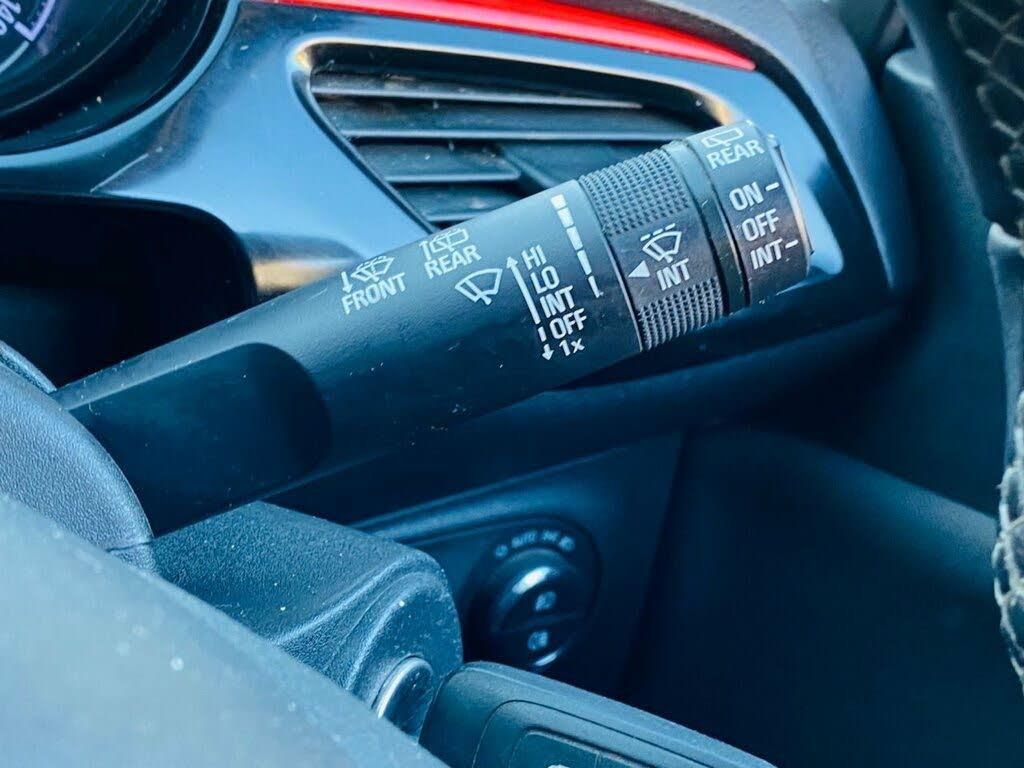 FRONT
REAR
HI
LO
INT
OFF
1x
INT
REAR
ON
OFF
INT